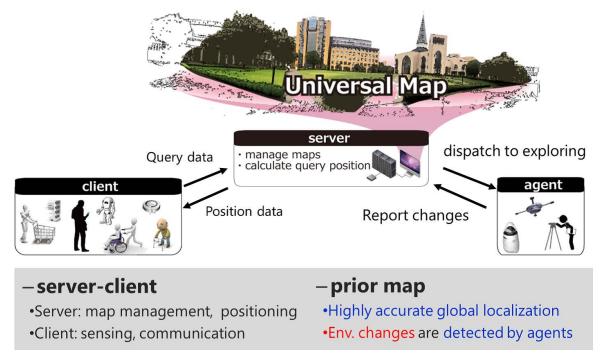 Universal Map
server
・manage maps
・calculate query position
Query data
dispatch to exploring
client
agent
Position data
Report changes
–server-client
•Server: map management, positioning
•Client: sensing, communication
–prior map
•Highly accurate global localization
•Env. changes are detected by agents